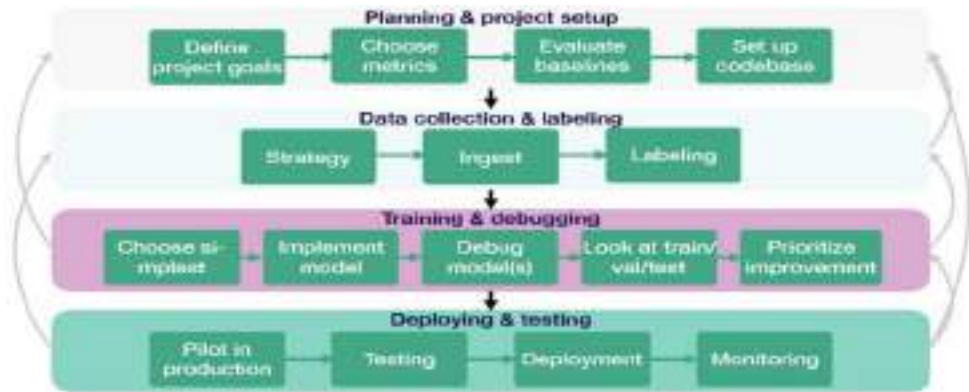 Planning & project setup
Define
project goals
Choose
metrics
Evaluate
baselines
Set up
codebase
Data collection & labeling
Strategy
Ingest
Labeling
Training & debugging
Choose si-
mplest
Implement
model
Debug
model(s)
Look at train/
val/test
Prioritize
improvement
Deploying & testing
Pilot in
production
Testing
Deployment
Monitoring